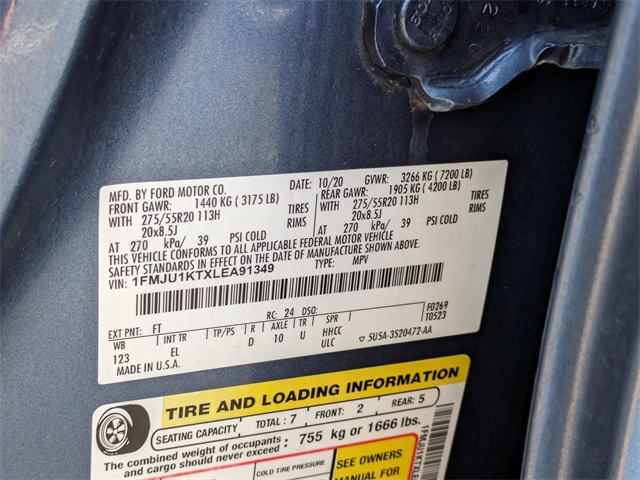 MFD. BY FORD MOTOR CO.
DATE: 10/20 GVWR: 3266 KG ( 7200 LB)
FRONT GAWR: 1440 KG ( 3175 LB)
REAR GAWR: 1905 KG ( 4200 LB)
WITH 275/55R20 113H TIRES
WITH 275/55R20 113H TIRES
20x8.5J RIMS
20x8.5J RIMS
AT 270 kPa/ 39 PSI COLD
AT 270 kPa/ 39 PSI COLD
THIS VEHICLE CONFORMS TO ALL APPLICABLE FEDERAL MOTOR VEHICLE
SAFETY STANDARDS IN EFFECT ON THE DATE OF MANUFACTURE SHOWN ABOVE.
VIN: 1FMJU1KTXLEA91349 TYPE: MPV
F0269
T0523
EXT PNT: FT RC: 24 DSO:
WB INT TR TP/PS R AXLE TR SPR
123 EL D 10 U HHCC
ULC
5U5A-3520472-AA
MADE IN U.S.A.
TIRE AND LOADING INFORMATION
SEATING CAPACITY TOTAL: 7 FRONT: 2 REAR: 5
The combined weight of occupants
and cargo should never exceed : 755 kg or 1666 lbs.
COLD TIRE PRESSURE
SEE OWNERS
MANUAL FOR